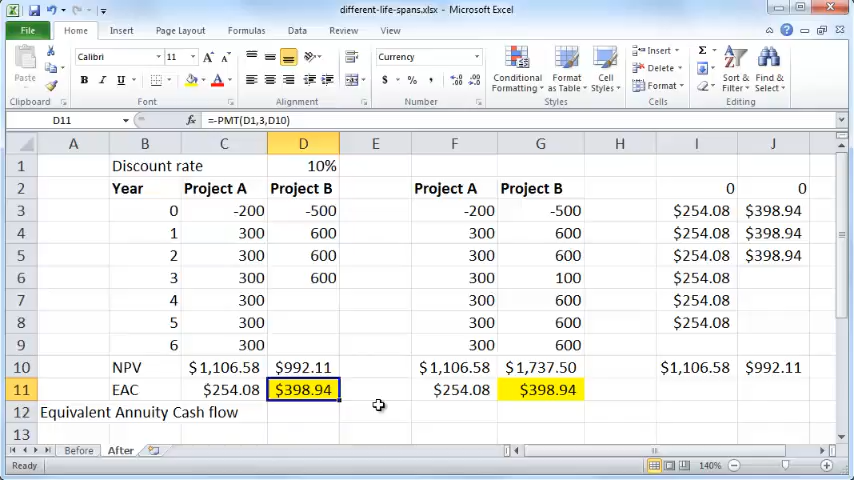 different-life-spans.xlsx - Microsoft Excel
File Home Insert Page Layout Formulas Data Review View
Paste Calibri 11 A A Currency Conditional Formatting Format as Table Cell Styles Insert Delete Format Sort & Filter Find & Select
B I U A $ % , .0 .00 Σ
Clipboard Font Alignment Number Styles Cells Editing
D11 fx =-PMT(D1,3,D10)
A B C D E F G H I J
1 Discount rate 10%
2 Year Project A Project B Project A Project B 0 0
3 0 -200 -500 -200 -500 $254.08 $398.94
4 1 300 600 300 600 $254.08 $398.94
5 2 300 600 300 600 $254.08 $398.94
6 3 300 600 300 100 $254.08
7 4 300 300 600 $254.08
8 5 300 300 600 $254.08
9 6 300 300 600
10 NPV $1,106.58 $992.11 $1,106.58 $1,737.50 $1,106.58 $992.11
11 EAC $254.08 $398.94 $254.08 $398.94
12 Equivalent Annuity Cash flow
13
Before After
Ready 140%